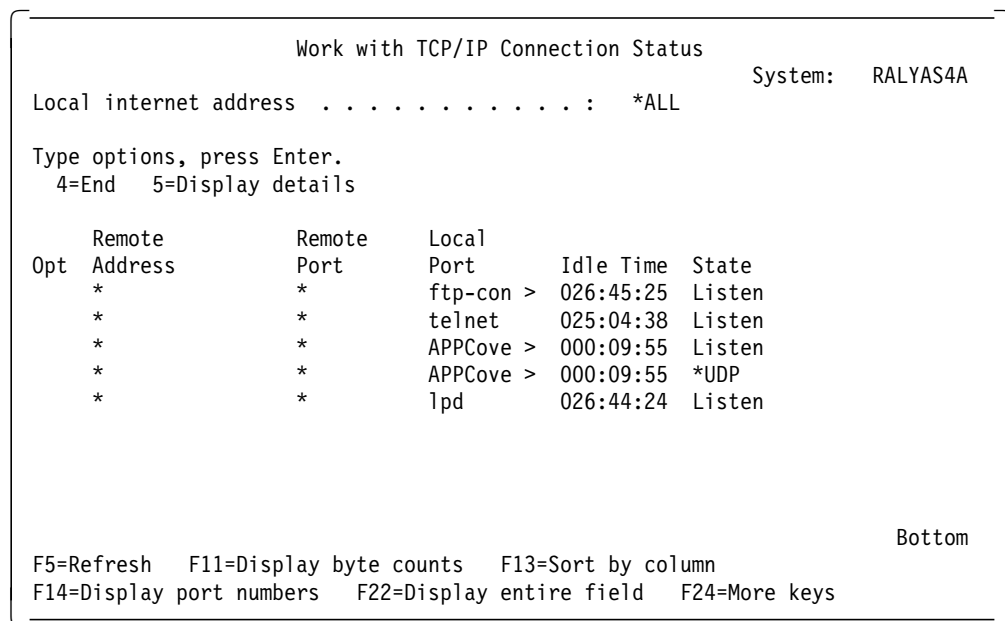 Work with TCP/IP Connection Status
System: RALYAS4A
Local internet address . . . . . . . . . . . . : *ALL
Type options, press Enter.
4=End 5=Display details
Remote Remote Local
Opt Address Port Port Idle Time State
* * ftp-con > 026:45:25 Listen
* * telnet 025:04:38 Listen
* * APPCove > 000:09:55 Listen
* * APPCove > 000:09:55 *UDP
* * lpd 026:44:24 Listen
Bottom
F5=Refresh F11=Display byte counts F13=Sort by column
F14=Display port numbers F22=Display entire field F24=More keys